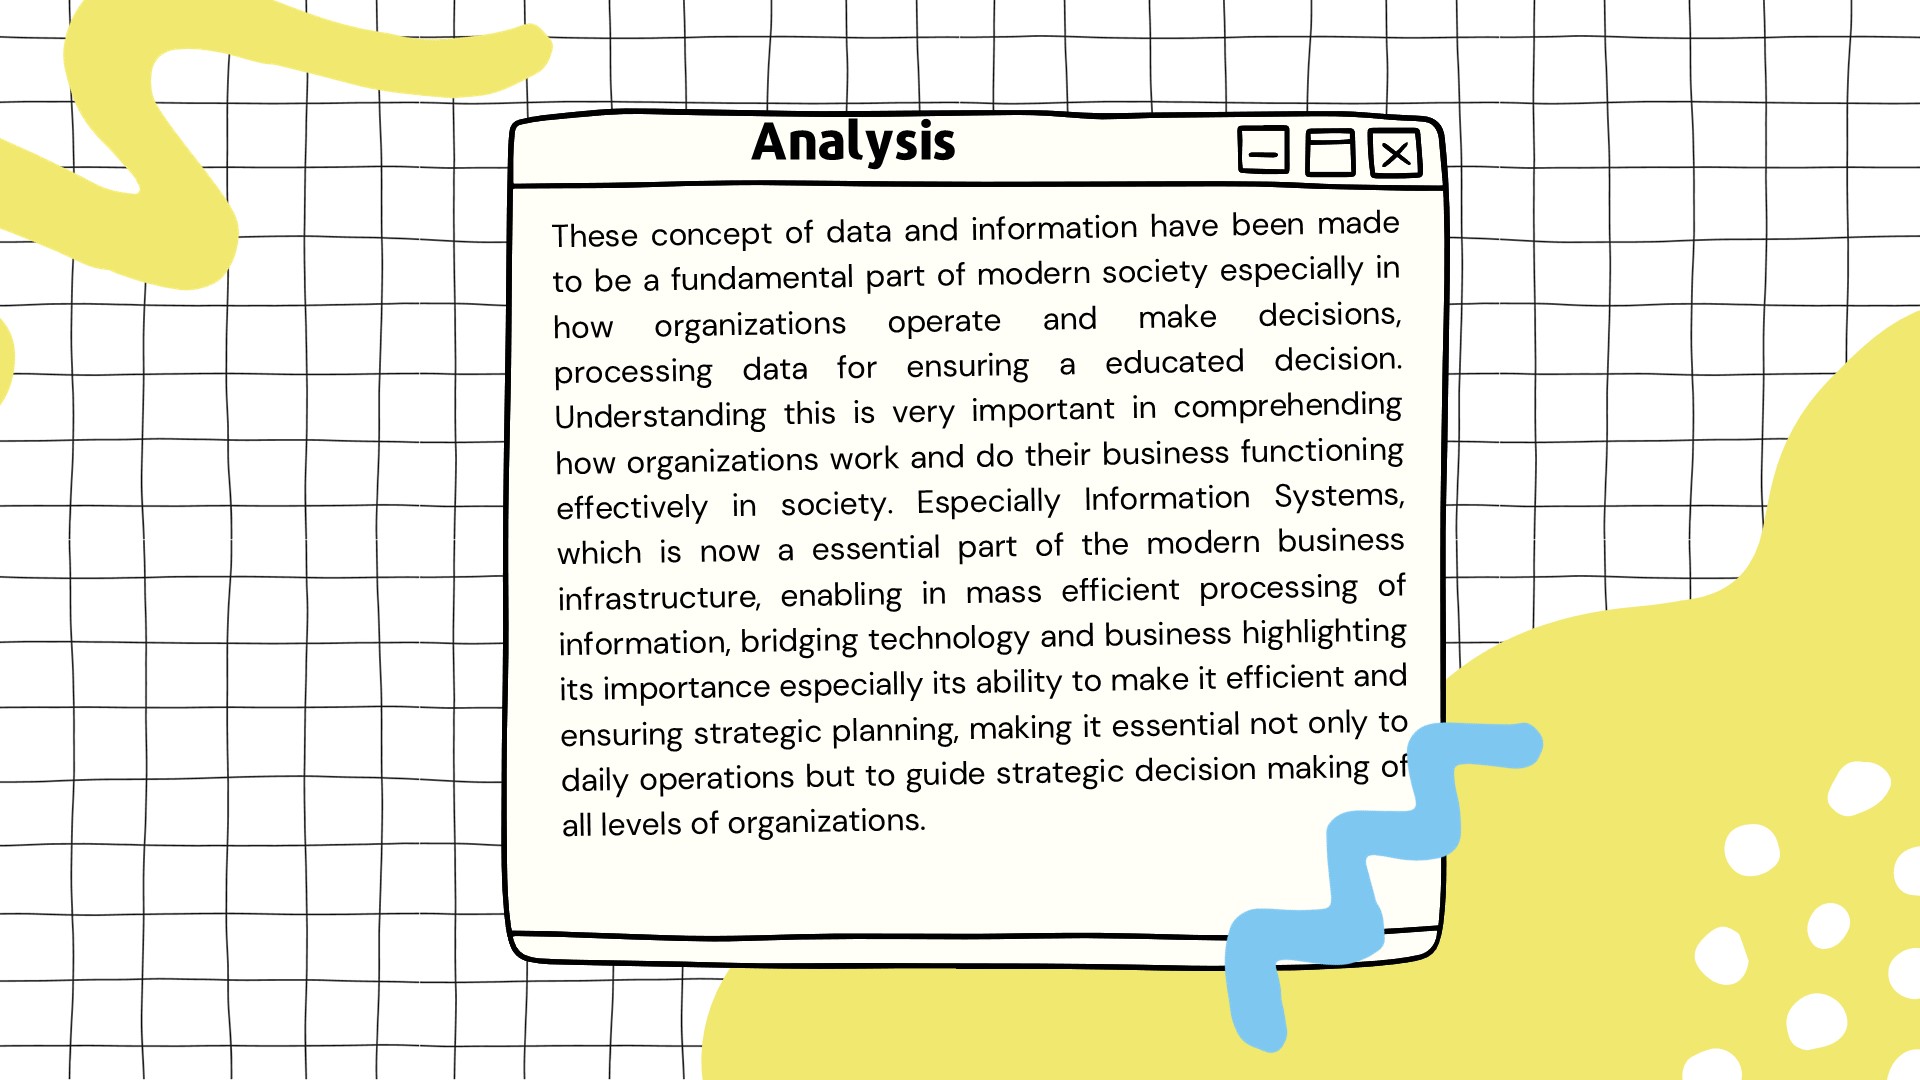 Analysis
These concept of data and information have been made
to be a fundamental part of modern society especially in
how organizations operate and make decisions,
processing data for ensuring a educated decision.
Understanding this is very important in comprehending
how organizations work and do their business functioning
effectively in society. Especially Information Systems,
which is now a essential part of the modern business
infrastructure, enabling in mass efficient processing of
information, bridging technology and business highlighting
its importance especially its ability to make it efficient and
ensuring strategic planning, making it essential not only to
daily operations but to guide strategic decision making of
all levels of organizations.